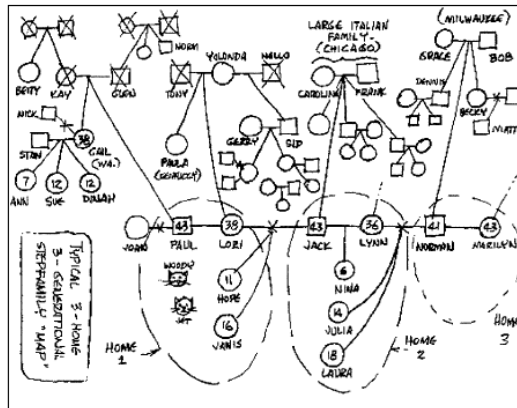 LARGE ITALIAN
FAMILY-
(CHICAGO)
(MILWAUKEE)
NORM
YOLANDA
GRACE
BOB
BETTY
KAY
GLEN
TONY
CAROLINE
FRANK
DENNIS
NICK
BECKY
MATT
STAN
38
GAIL
(WA.)
PAULA
(KENTUCKY)
GERRY
SID
7
12
12
ANN
SUE
DINAH
JOAN
43
PAUL
38
LORI
43
JACK
36
LYNN
41
NORMAN
43
MARILYN
WOODY
11
HOPE
6
NINA
JET
16
JANIS
14
JULIA
18
LAURA
HOME
1
HOME
2
HOME
3
TYPICAL 3-HOME
3-GENERATIONAL
STEPFAMILY "MAP"